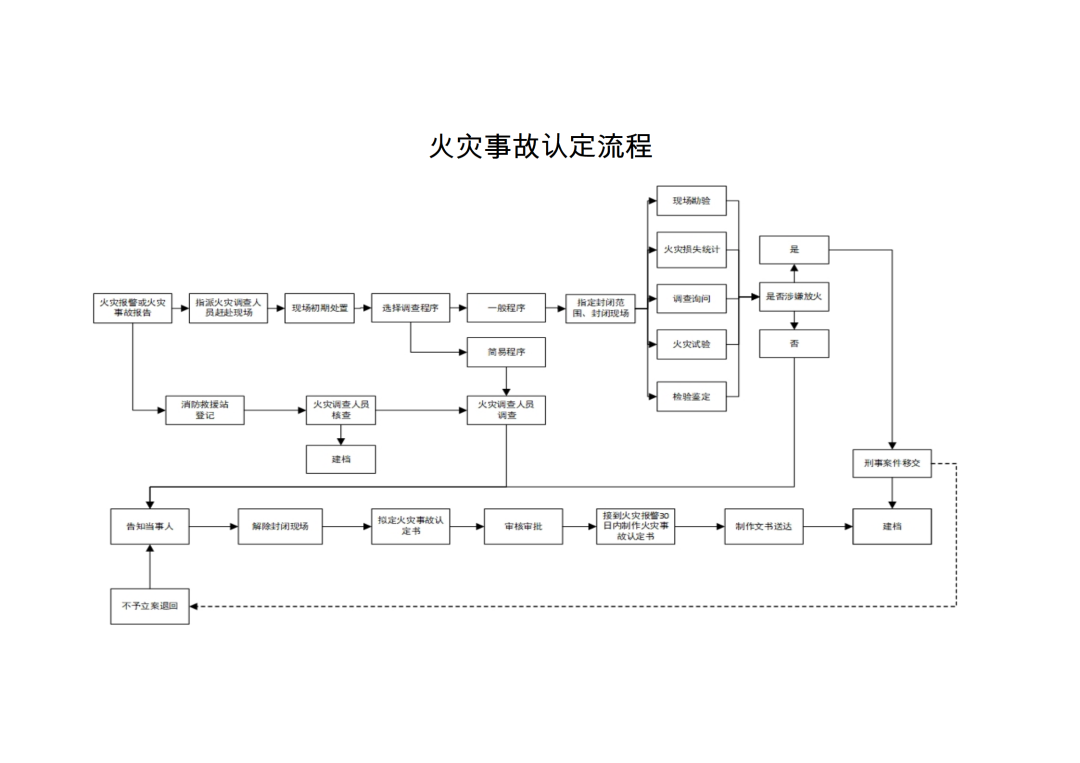 火灾事故认定流程
现场勘验
火灾损失统计
是
火灾报警或火灾
事故报告
指派火灾调查人
员赶赴现场
现场初期处置
选择调查程序
一般程序
指定封闭范
围、封闭现场
调查询问
是否涉嫌放火
简易程序
火灾试验
否
消防救援站
登记
火灾调查人员
核查
火灾调查人员
调查
检验鉴定
建档
刑事案件移交
告知当事人
解除封闭现场
拟定火灾事故认
定书
审核审批
接到火灾报警30
日内制作火灾事
故认定书
制作文书送达
建档
不予立案退回